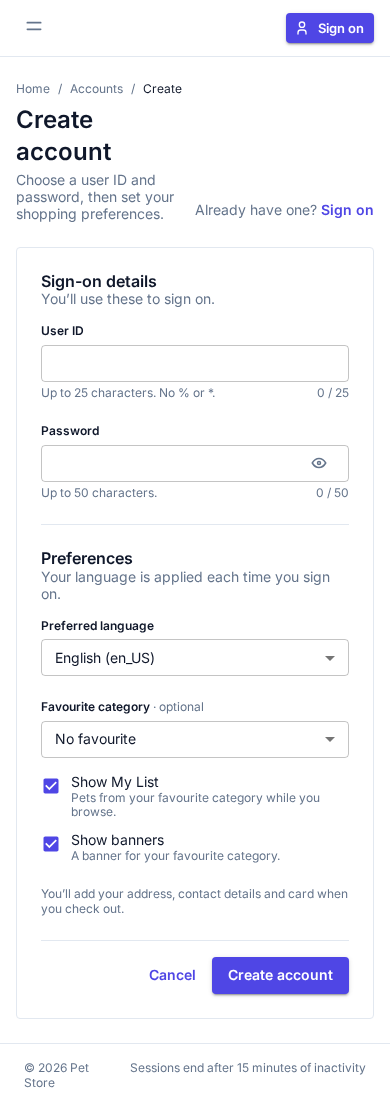 Sign on
Home / Accounts / Create
Create
account
Choose a user ID and
password, then set your
shopping preferences.
Already have one? Sign on
Sign-on details
You’ll use these to sign on.
User ID
Up to 25 characters. No % or *.
0 / 25
Password
Up to 50 characters.
0 / 50
Preferences
Your language is applied each time you sign
on.
Preferred language
English (en_US)
Favourite category · optional
No favourite
Show My List
Pets from your favourite category while you
browse.
Show banners
A banner for your favourite category.
You’ll add your address, contact details and card when
you check out.
Cancel
Create account
© 2026 Pet
Store
Sessions end after 15 minutes of inactivity